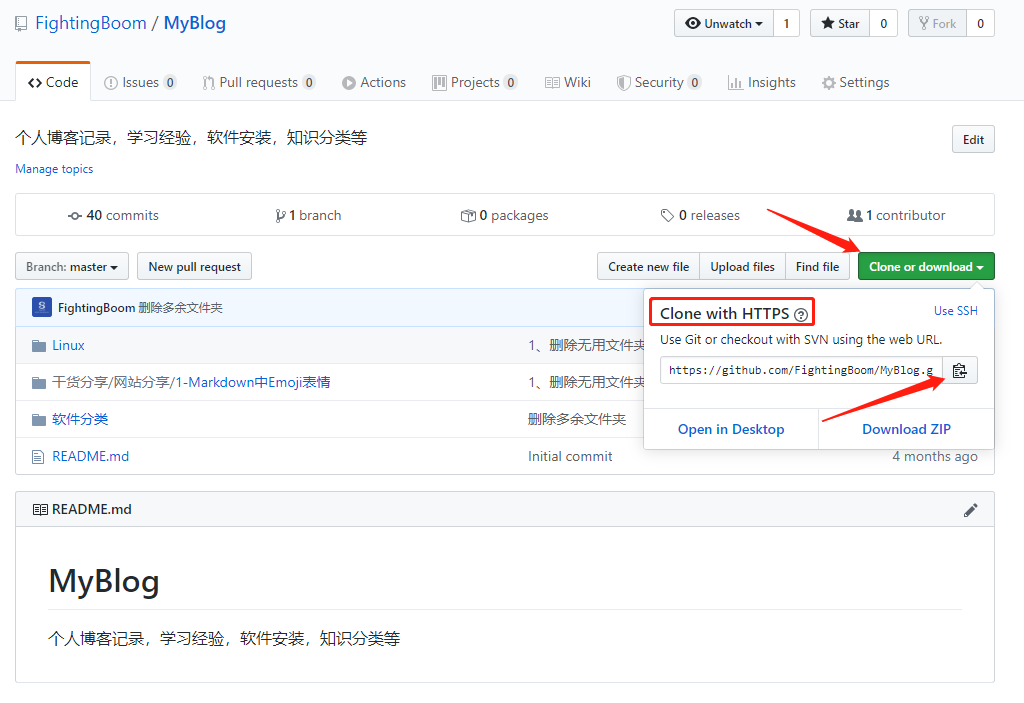 FightingBoom / MyBlog
Unwatch 1 Star 0 Fork 0
Code Issues 0 Pull requests 0 Actions Projects 0 Wiki Security 0 Insights Settings
个人博客记录，学习经验，软件安装，知识分类等
Edit
Manage topics
40 commits 1 branch 0 packages 0 releases 1 contributor
Branch: master New pull request Create new file Upload files Find file Clone or download
FightingBoom 删除多余文件夹
Clone with HTTPS Use SSH
Use Git or checkout with SVN using the web URL.
https://github.com/FightingBoom/MyBlog.g
Open in Desktop Download ZIP
Linux 1、删除无用文件夹
干货分享/网站分享/1-Markdown中Emoji表情 1、删除无用文件夹
软件分类 删除多余文件夹
README.md Initial commit 4 months ago
README.md
MyBlog
个人博客记录，学习经验，软件安装，知识分类等